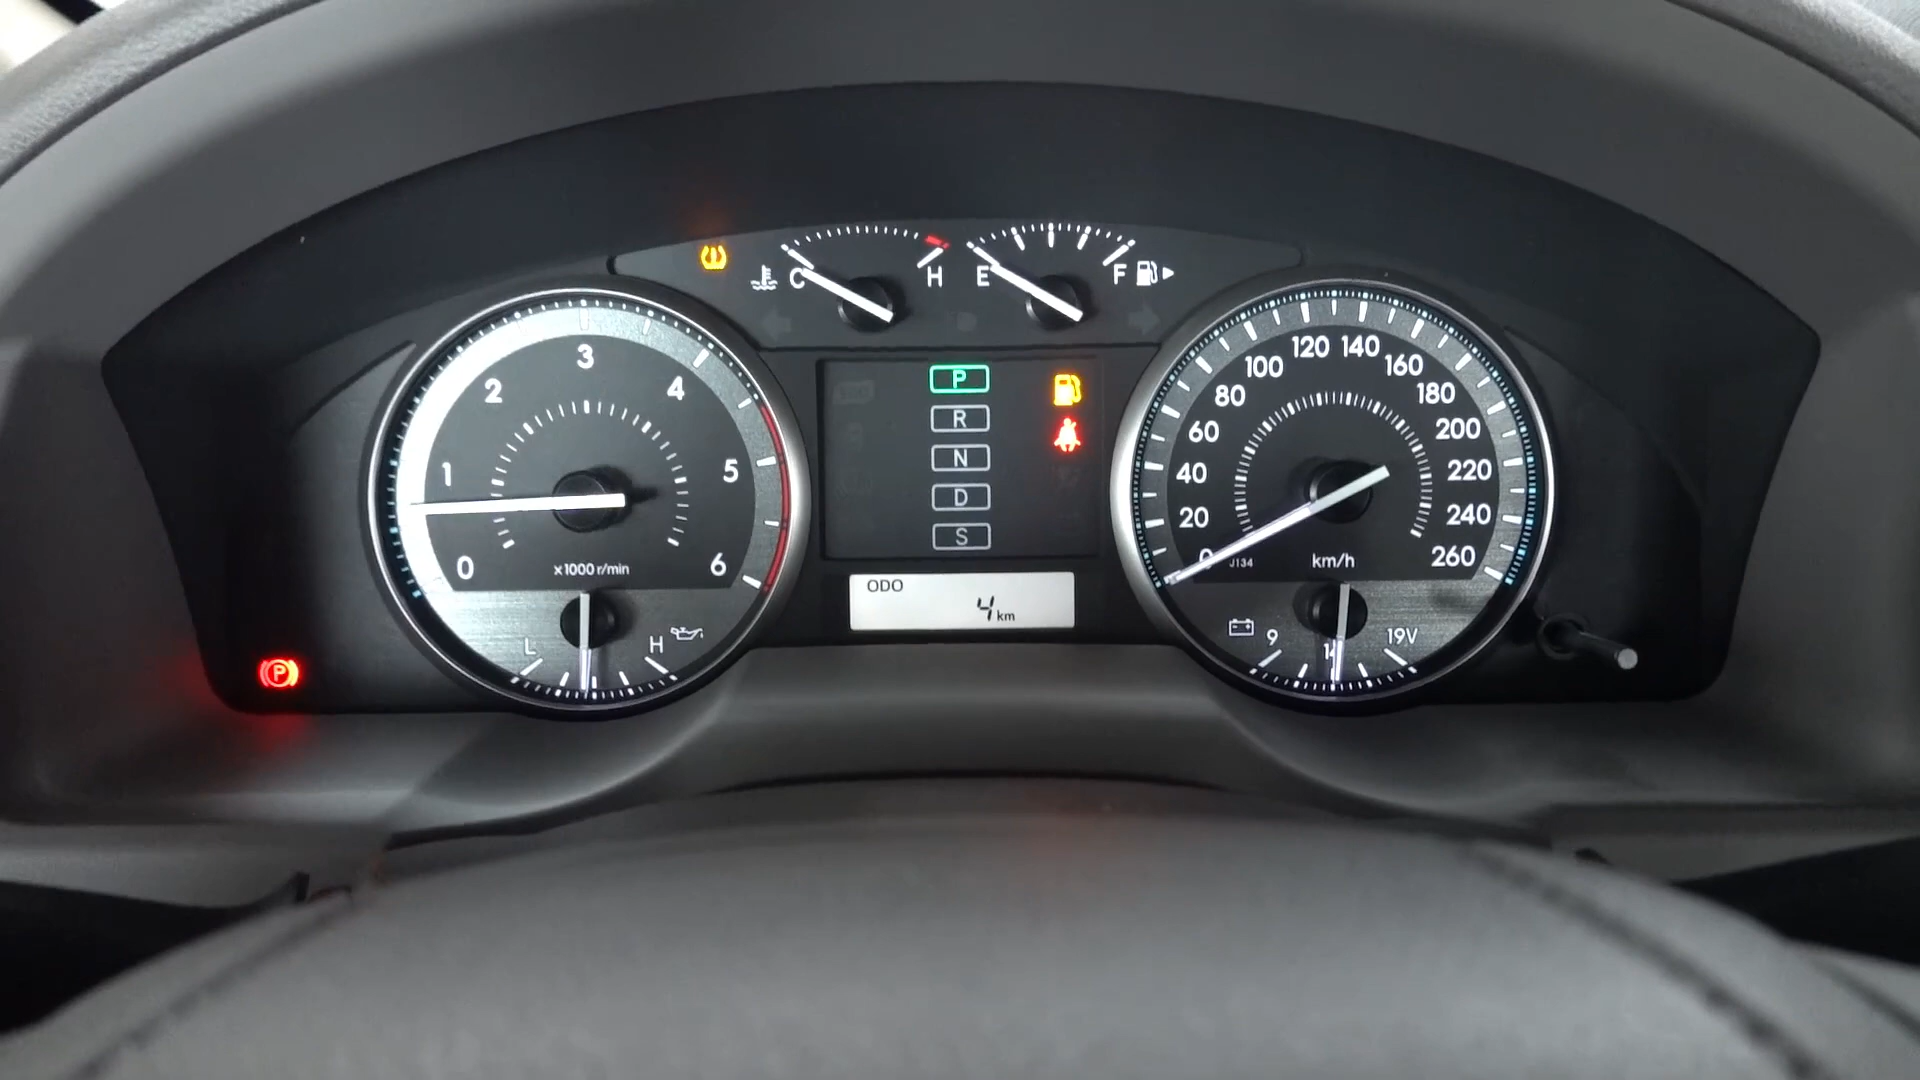 C H E F
0 1 2 3 4 5 6
x1000 r/min
L H
P
P
R
N
D
S
ODO
4 km
0 20 40 60 80 100 120 140 160 180 200 220 240 260
J134
km/h
9 14 19V